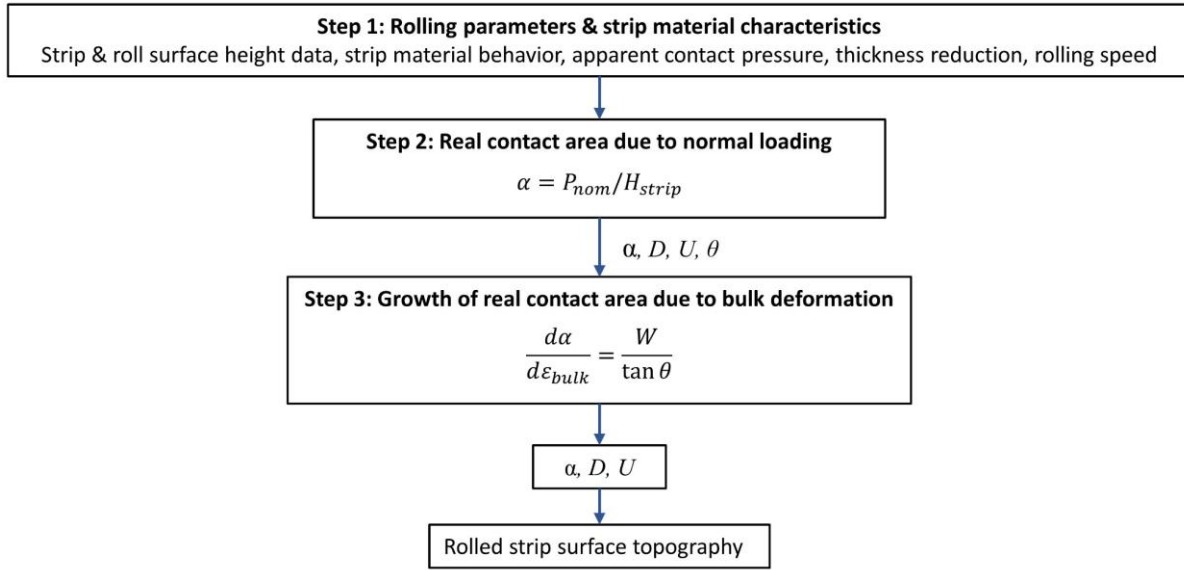 Step 1: Rolling parameters & strip material characteristics
Strip & roll surface height data, strip material behavior, apparent contact pressure, thickness reduction, rolling speed
Step 2: Real contact area due to normal loading
α = P_nom/H_strip
α, D, U, θ
Step 3: Growth of real contact area due to bulk deformation
dα/dε_bulk = W/tan θ
α, D, U
Rolled strip surface topography